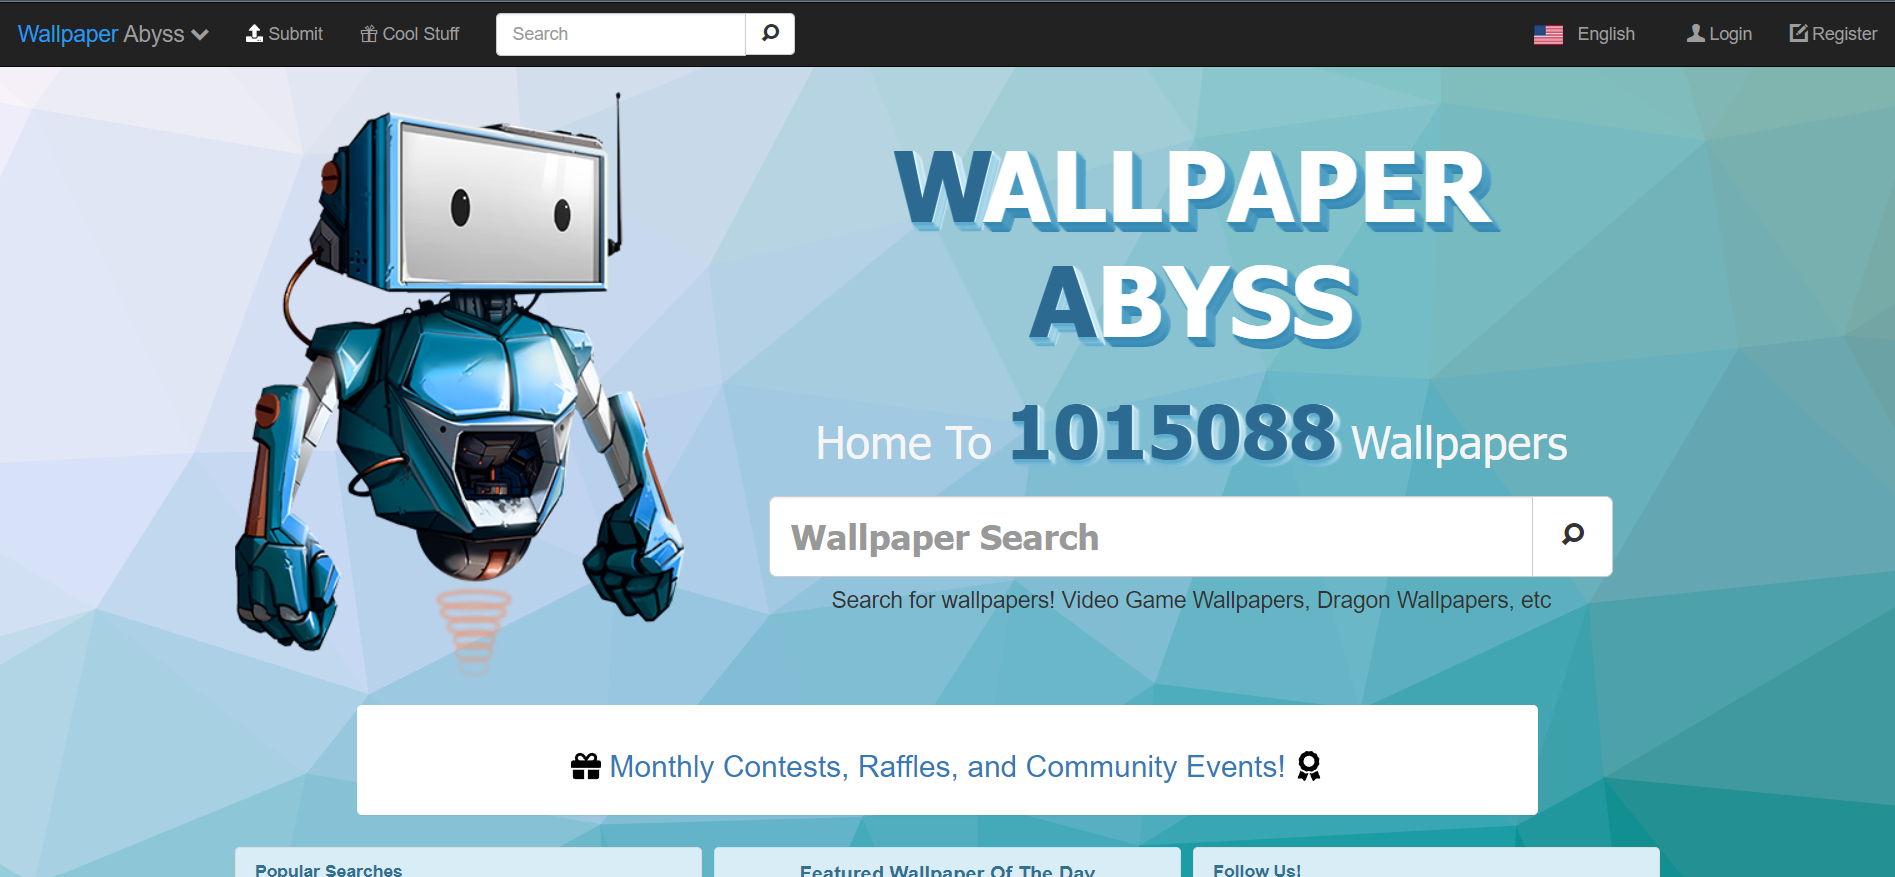 Wallpaper Abyss Submit Cool Stuff Search English Login Register
WALLPAPER
ABYSS
Home To 1015088 Wallpapers
Wallpaper Search
Search for wallpapers! Video Game Wallpapers, Dragon Wallpapers, etc
Monthly Contests, Raffles, and Community Events!
Popular Searches
Featured Wallpaper Of The Day
Follow Us!